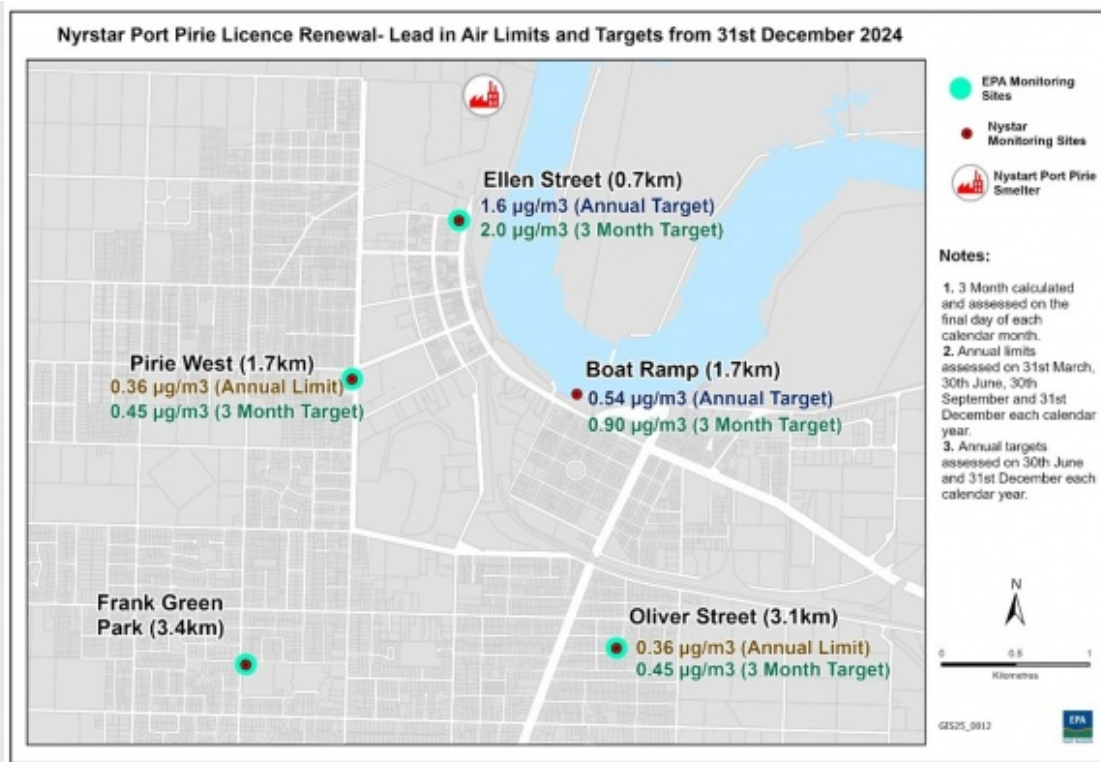 Nyrstar Port Pirie Licence Renewal- Lead in Air Limits and Targets from 31st December 2024
EPA Monitoring
Sites
Nystar
Monitoring Sites
Nystart Port Pirie
Smelter
Ellen Street (0.7km)
1.6 µg/m3 (Annual Target)
2.0 µg/m3 (3 Month Target)
Pirie West (1.7km)
0.36 µg/m3 (Annual Limit)
0.45 µg/m3 (3 Month Target)
Boat Ramp (1.7km)
0.54 µg/m3 (Annual Target)
0.90 µg/m3 (3 Month Target)
Frank Green
Park (3.4km)
Oliver Street (3.1km)
0.36 µg/m3 (Annual Limit)
0.45 µg/m3 (3 Month Target)
Notes:
1. 3 Month calculated
and assessed on the
final day of each
calendar month.
2. Annual limits
assessed on 31st March,
30th June, 30th
September and 31st
December each calendar
year.
3. Annual targets
assessed on 30th June
and 31st December each
calendar year.
N
0 0.5 1
Kilometres
GIS25_0012
EPA